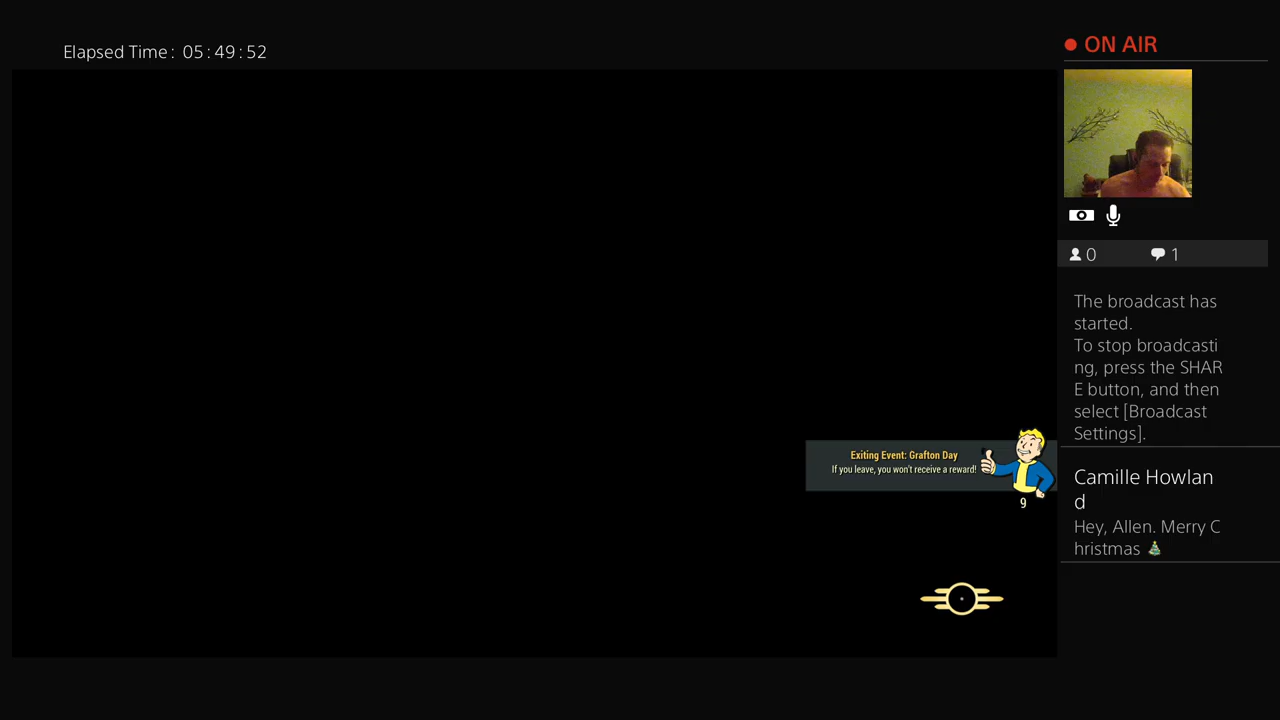 Elapsed Time: 05:49:52
ON AIR
0 1
The broadcast has
started.
To stop broadcasti
ng, press the SHAR
E button, and then
select [Broadcast
Settings].
Exiting Event: Grafton Day
If you leave, you won't receive a reward!
9
Camille Howlan
d
Hey, Allen. Merry C
hristmas 🎄